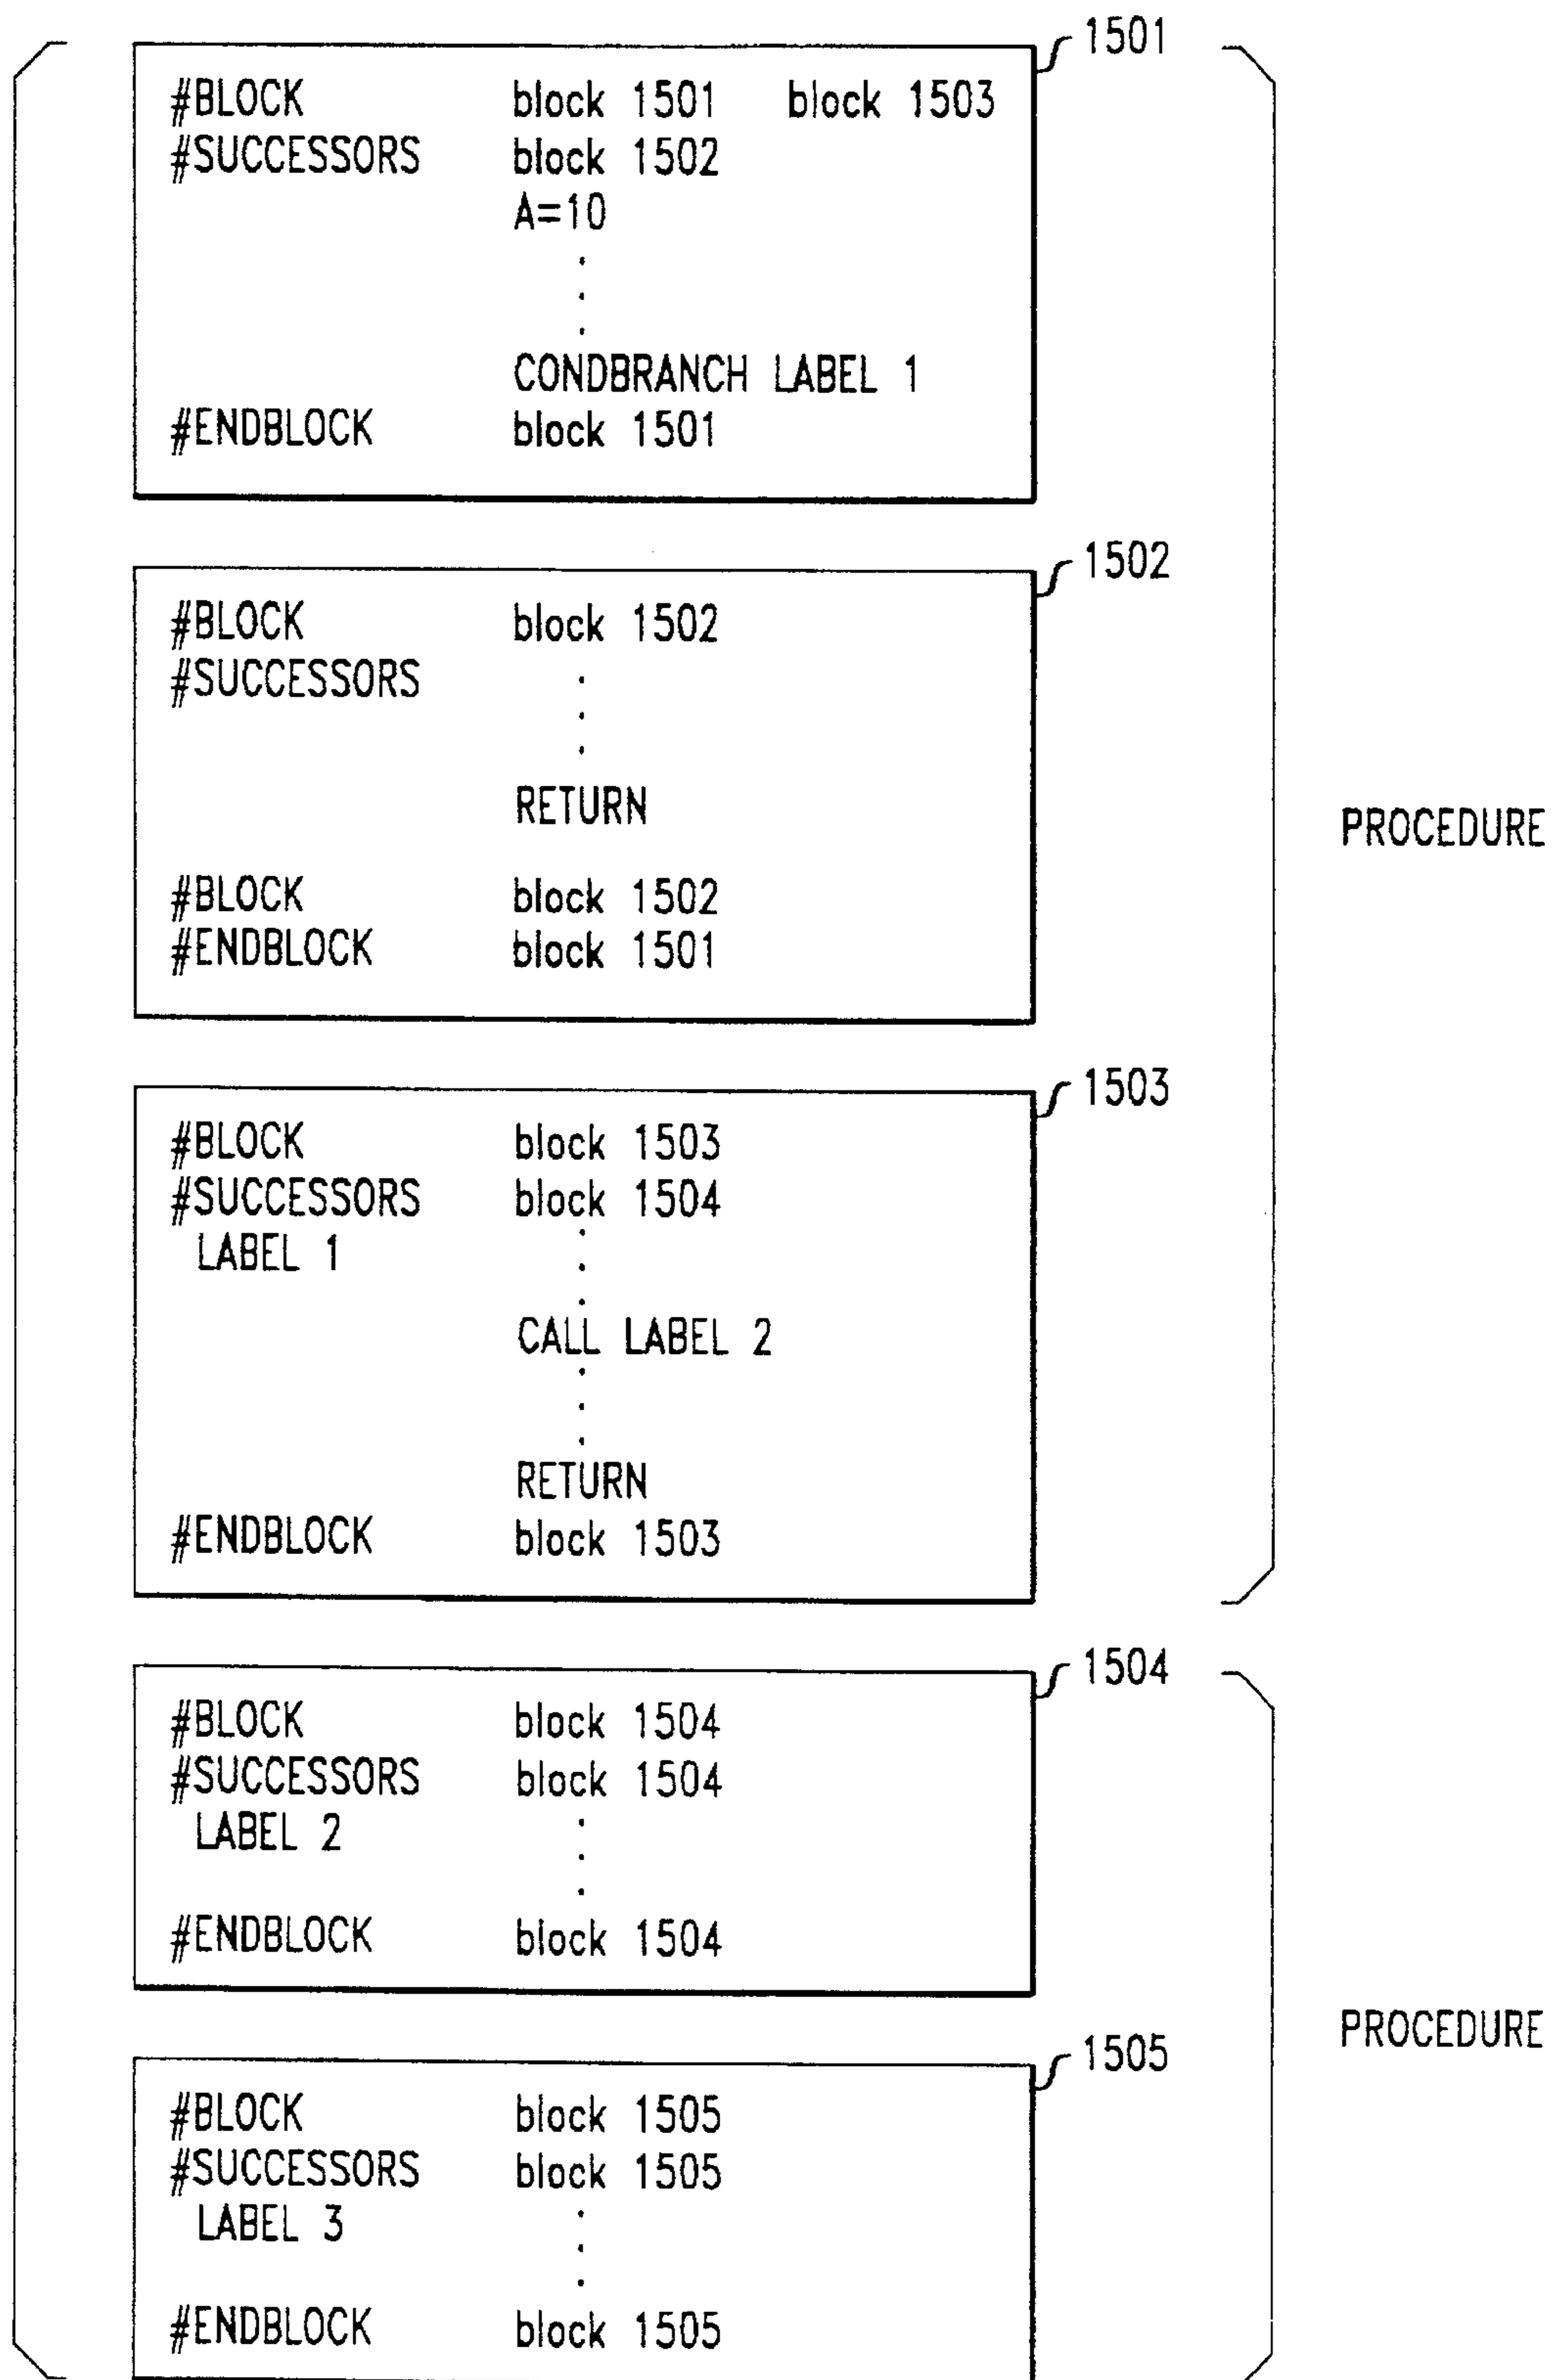 1501
#BLOCK block 1501 block 1503
#SUCCESSORS block 1502
A=10
CONDBRANCH LABEL 1
#ENDBLOCK block 1501
1502
#BLOCK block 1502
#SUCCESSORS
RETURN
#BLOCK block 1502
#ENDBLOCK block 1501
PROCEDURE
1503
#BLOCK block 1503
#SUCCESSORS block 1504
LABEL 1
CALL LABEL 2
RETURN
#ENDBLOCK block 1503
1504
#BLOCK block 1504
#SUCCESSORS block 1504
LABEL 2
#ENDBLOCK block 1504
PROCEDURE
1505
#BLOCK block 1505
#SUCCESSORS block 1505
LABEL 3
#ENDBLOCK block 1505